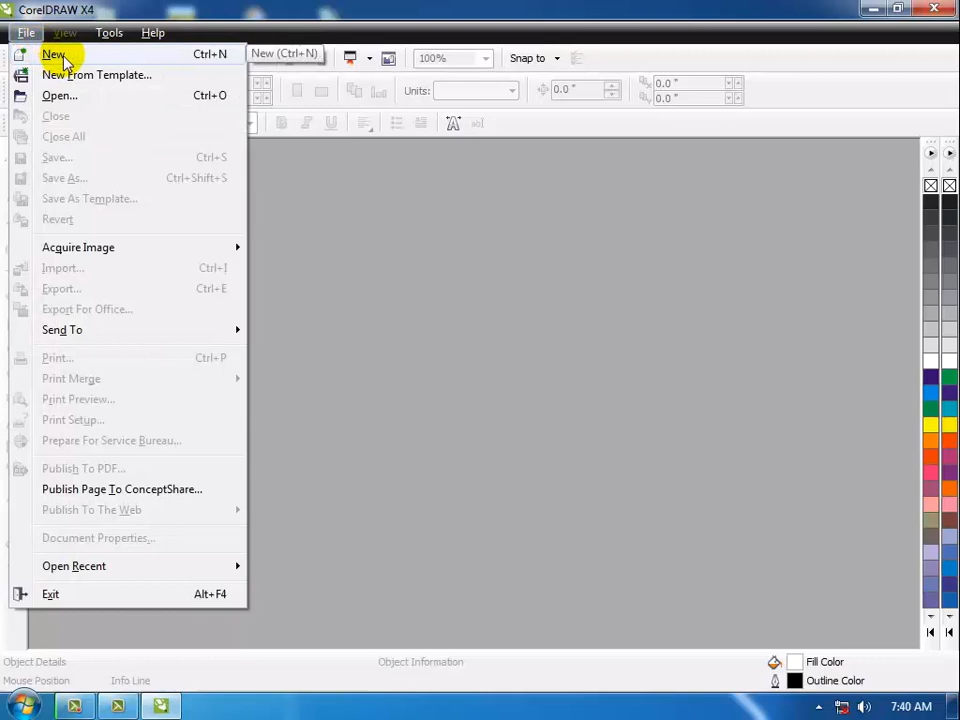 CorelDRAW X4
File View Tools Help
New Ctrl+N
New (Ctrl+N)
100%
Snap to
New From Template...
Open... Ctrl+O
Units:
0.0 °
0.0 °
0.0 °
Close
Close All
Save... Ctrl+S
Save As... Ctrl+Shift+S
Save As Template...
Revert
Acquire Image
Import... Ctrl+I
Export... Ctrl+E
Export For Office...
Send To
Print... Ctrl+P
Print Merge
Print Preview...
Print Setup...
Prepare For Service Bureau...
Publish To PDF...
Publish Page To ConceptShare...
Publish To The Web
Document Properties...
Open Recent
Exit Alt+F4
Object Details
Object Information
Fill Color
Mouse Position
Info Line
Outline Color
7:40 AM